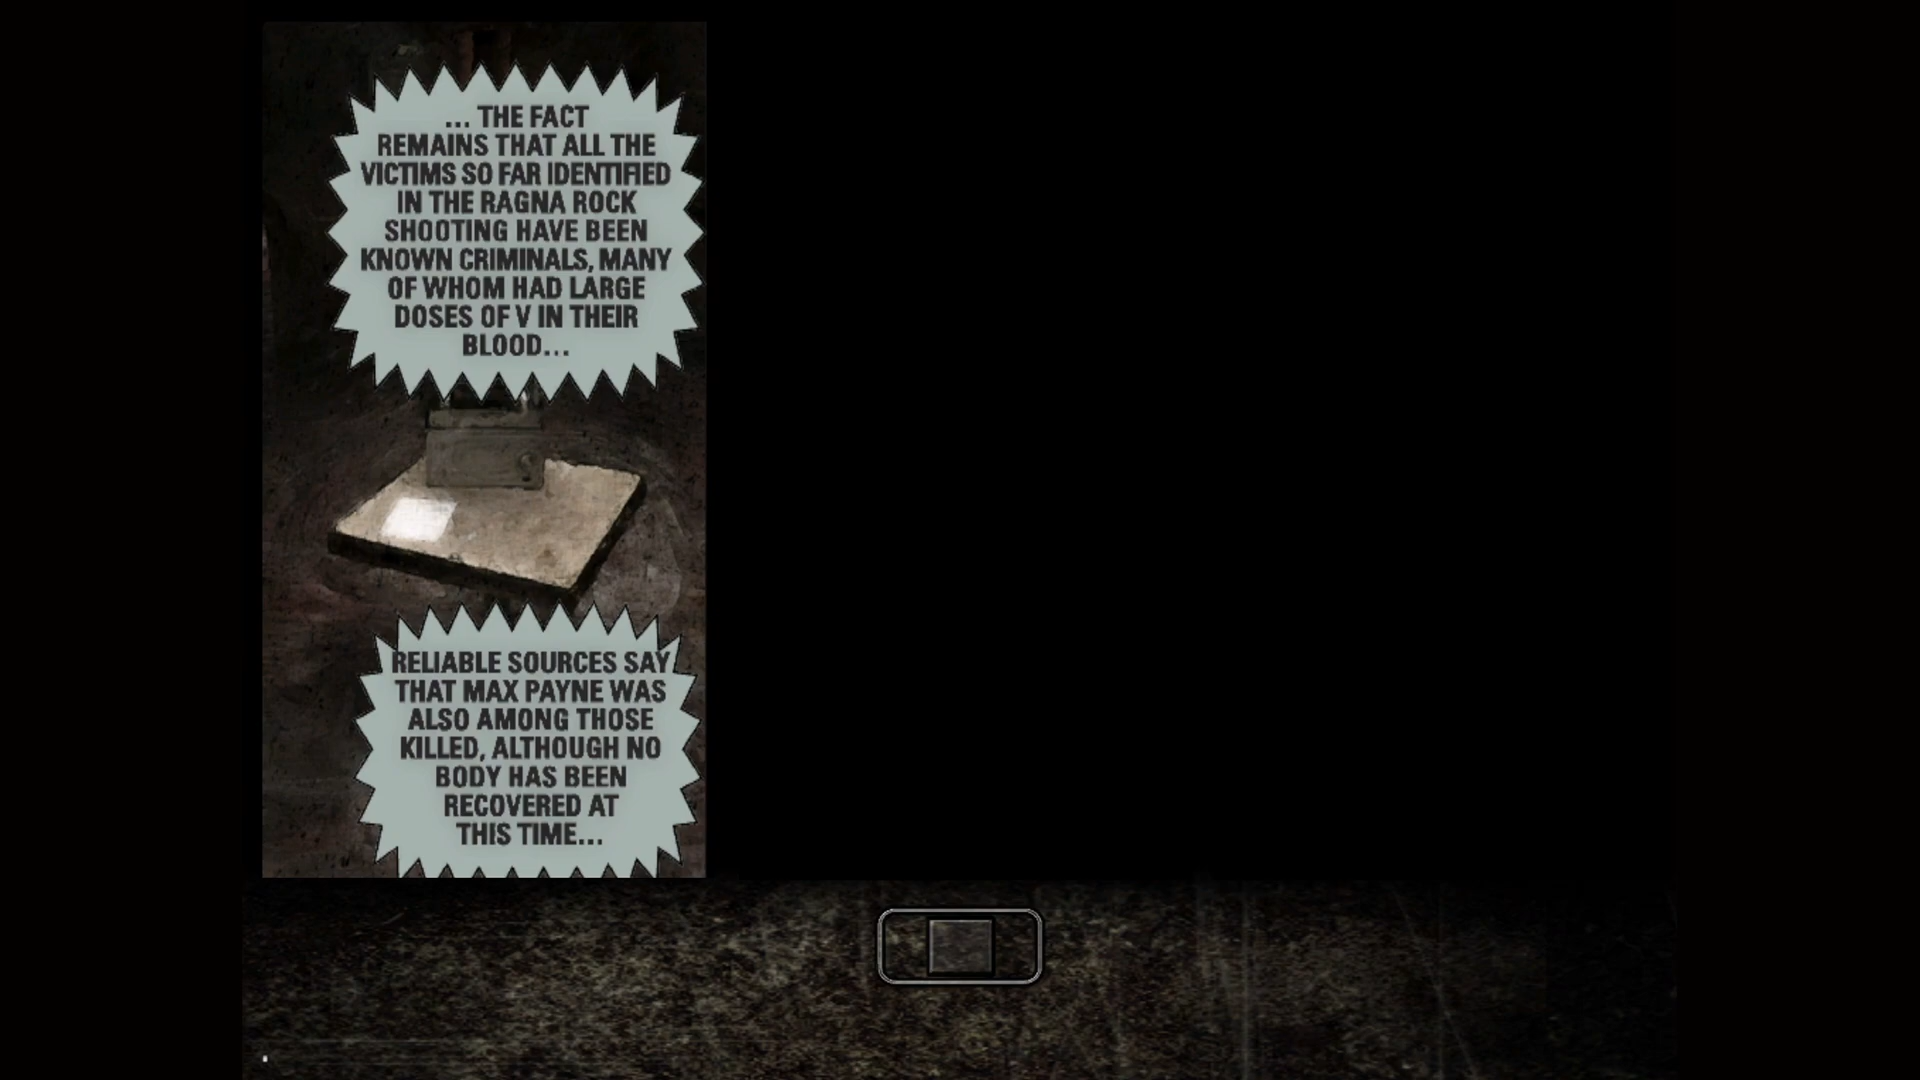 ... THE FACT
REMAINS THAT ALL THE
VICTIMS SO FAR IDENTIFIED
IN THE RAGNA ROCK
SHOOTING HAVE BEEN
KNOWN CRIMINALS, MANY
OF WHOM HAD LARGE
DOSES OF V IN THEIR
BLOOD...
RELIABLE SOURCES SAY
THAT MAX PAYNE WAS
ALSO AMONG THOSE
KILLED, ALTHOUGH NO
BODY HAS BEEN
RECOVERED AT
THIS TIME...